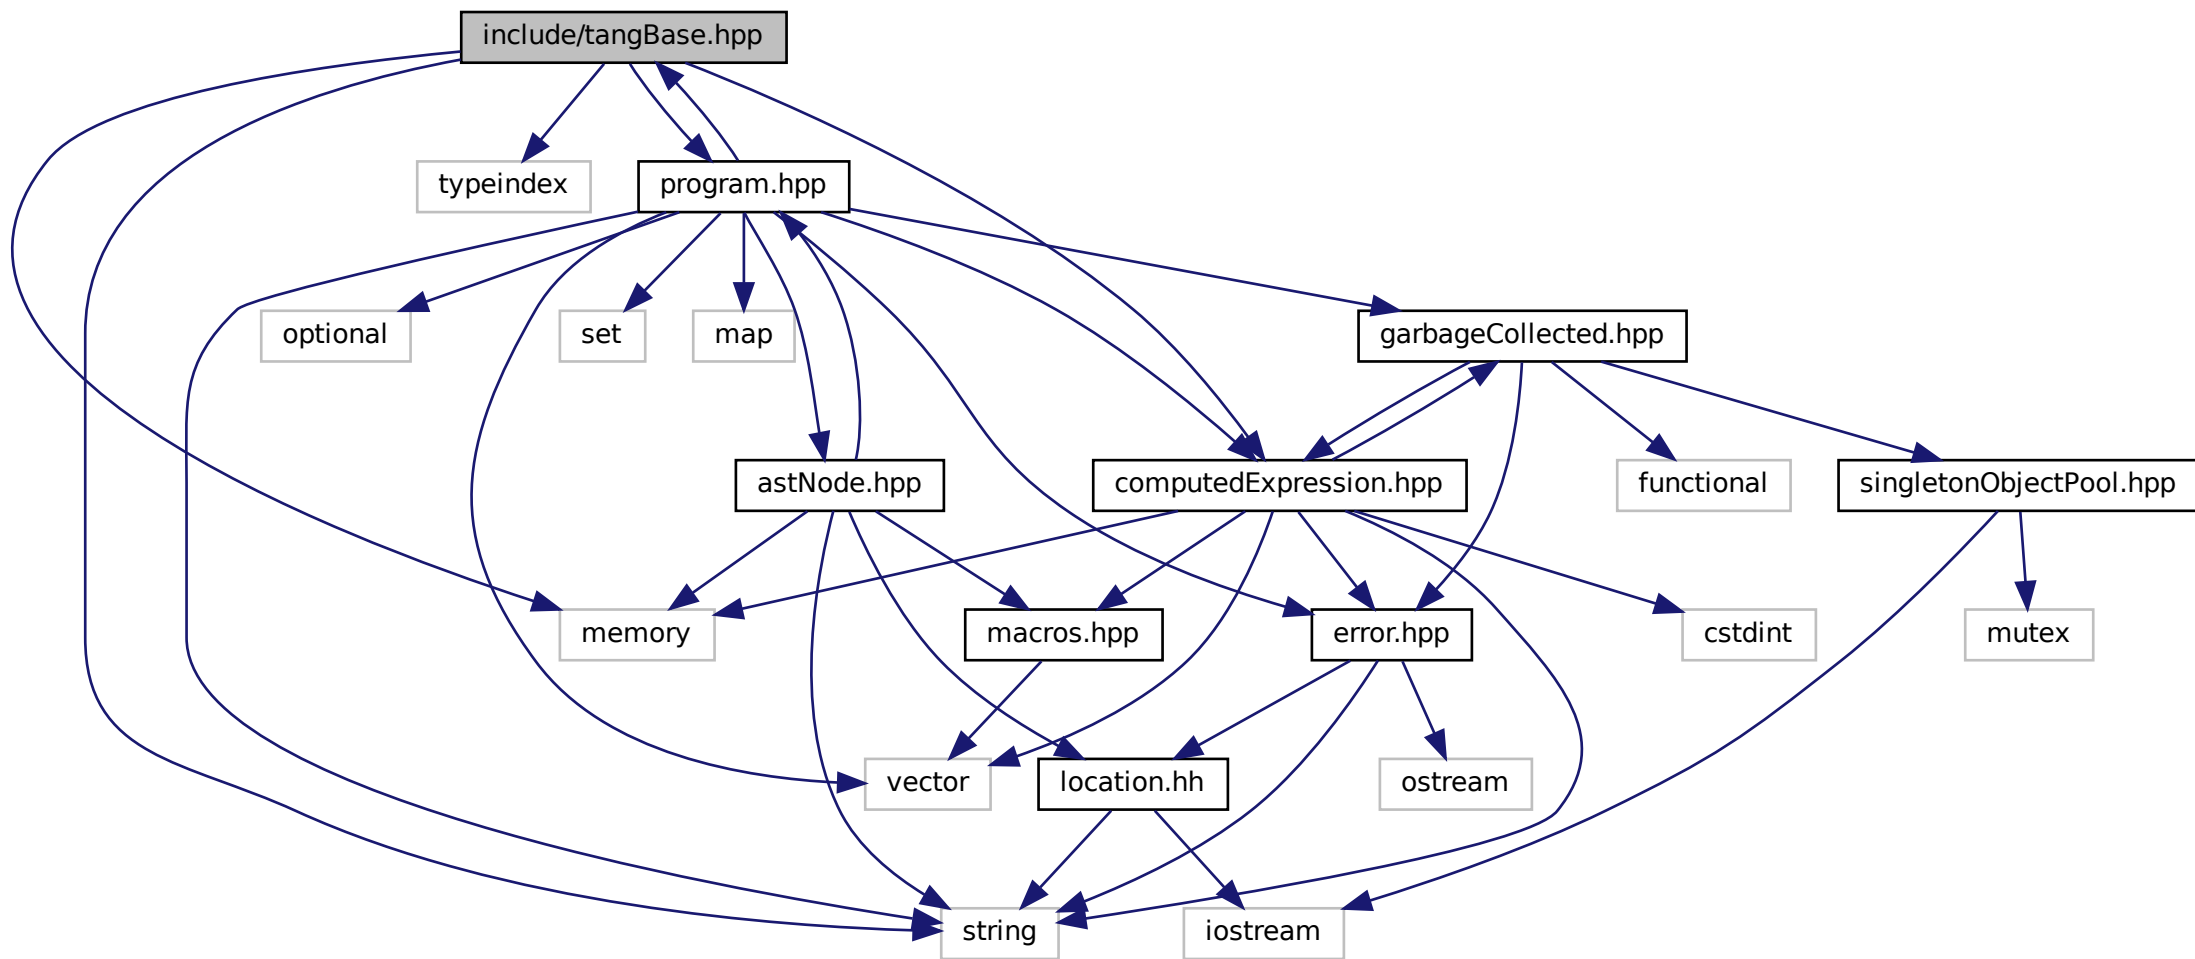 include/tangBase.hpp
typeindex
program.hpp
optional
set
map
garbageCollected.hpp
astNode.hpp
computedExpression.hpp
functional
singletonObjectPool.hpp
memory
macros.hpp
error.hpp
cstdint
mutex
vector
location.hh
ostream
string
iostream